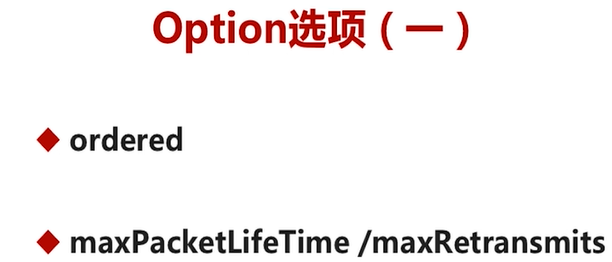 Option选项（一）
ordered
maxPacketLifeTime /maxRetransmits